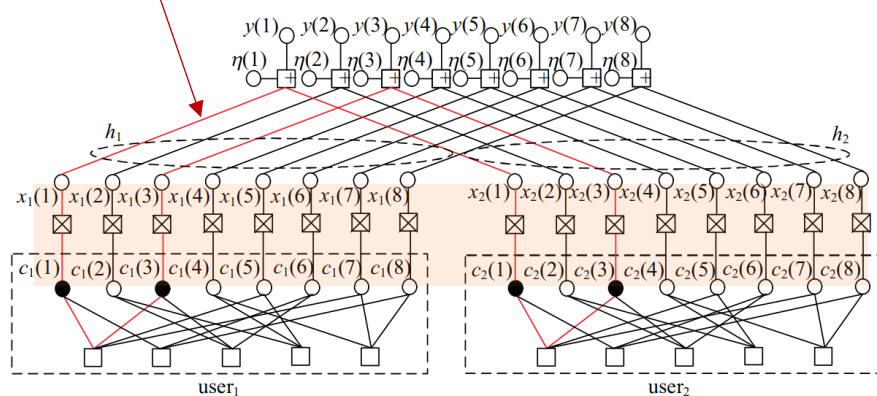 y(1) y(2) y(3) y(4) y(5) y(6) y(7) y(8)
η(1) η(2) η(3) η(4) η(5) η(6) η(7) η(8)
+ + + + + + + +
h₁ h₂
x₁(1) x₁(2) x₁(3) x₁(4) x₁(5) x₁(6) x₁(7) x₁(8) x₂(1) x₂(2) x₂(3) x₂(4) x₂(5) x₂(6) x₂(7) x₂(8)
c₁(1) c₁(2) c₁(3) c₁(4) c₁(5) c₁(6) c₁(7) c₁(8) c₂(1) c₂(2) c₂(3) c₂(4) c₂(5) c₂(6) c₂(7) c₂(8)
user₁ user₂